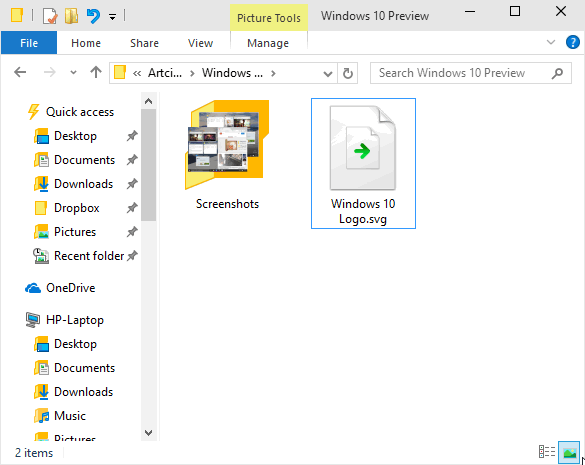 Picture Tools
Windows 10 Preview
File
Home
Share
View
Manage
Artci...
Windows ...
Search Windows 10 Preview
Quick access
Desktop
Documents
Downloads
Dropbox
Pictures
Recent folder
OneDrive
HP-Laptop
Desktop
Documents
Downloads
Music
Pictures
Screenshots
Windows 10
Logo.svg
2 items